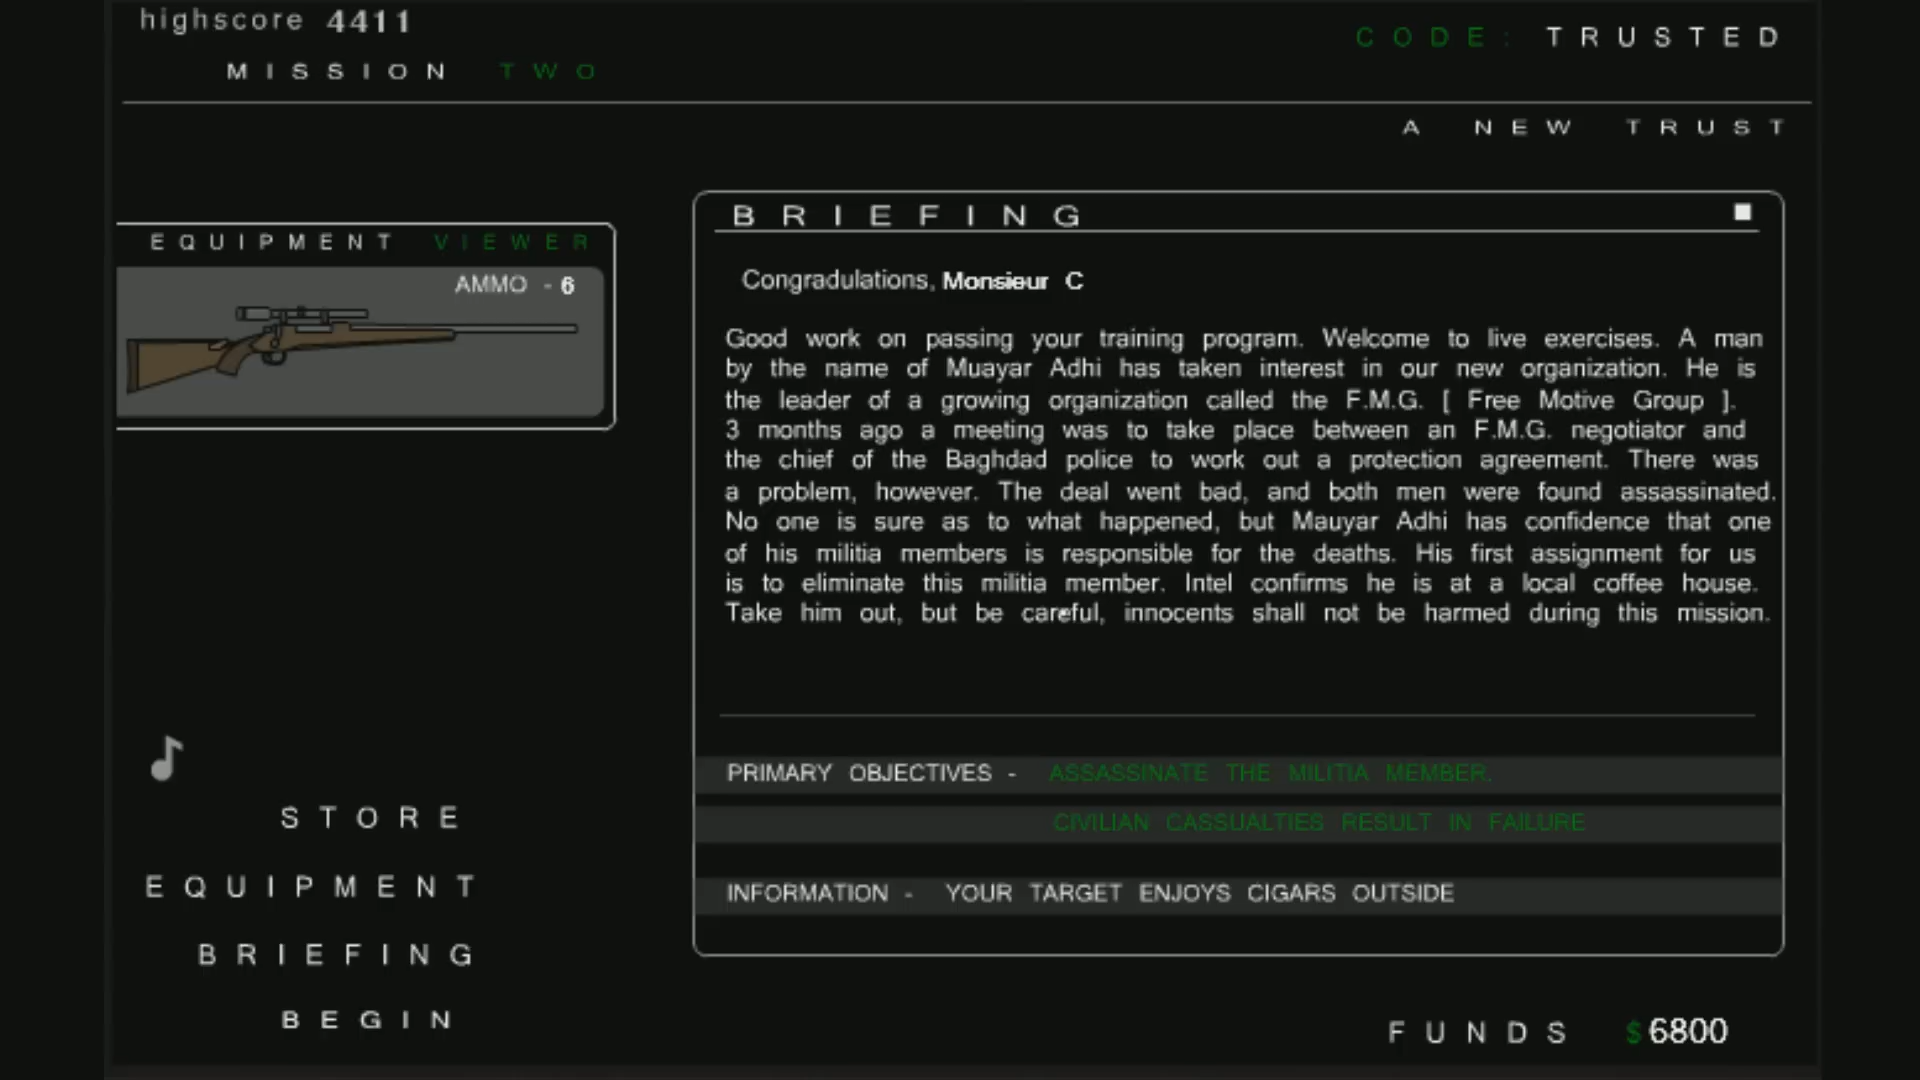 highscore 4411
CODE: TRUSTED
MISSION TWO
A NEW TRUST
EQUIPMENT VIEWER
AMMO - 6
BRIEFING
Congradulations, Monsieur C
Good work on passing your training program. Welcome to live exercises. A man
by the name of Muayar Adhi has taken interest in our new organization. He is
the leader of a growing organization called the F.M.G. [ Free Motive Group ].
3 months ago a meeting was to take place between an F.M.G. negotiator and
the chief of the Baghdad police to work out a protection agreement. There was
a problem, however. The deal went bad, and both men were found assassinated.
No one is sure as to what happened, but Mauyar Adhi has confidence that one
of his militia members is responsible for the deaths. His first assignment for us
is to eliminate this militia member. Intel confirms he is at a local coffee house.
Take him out, but be careful, innocents shall not be harmed during this mission.
PRIMARY OBJECTIVES - ASSASSINATE THE MILITIA MEMBER.
CIVILIAN CASSUALTIES RESULT IN FAILURE
INFORMATION - YOUR TARGET ENJOYS CIGARS OUTSIDE
STORE
EQUIPMENT
BRIEFING
BEGIN
FUNDS $6800